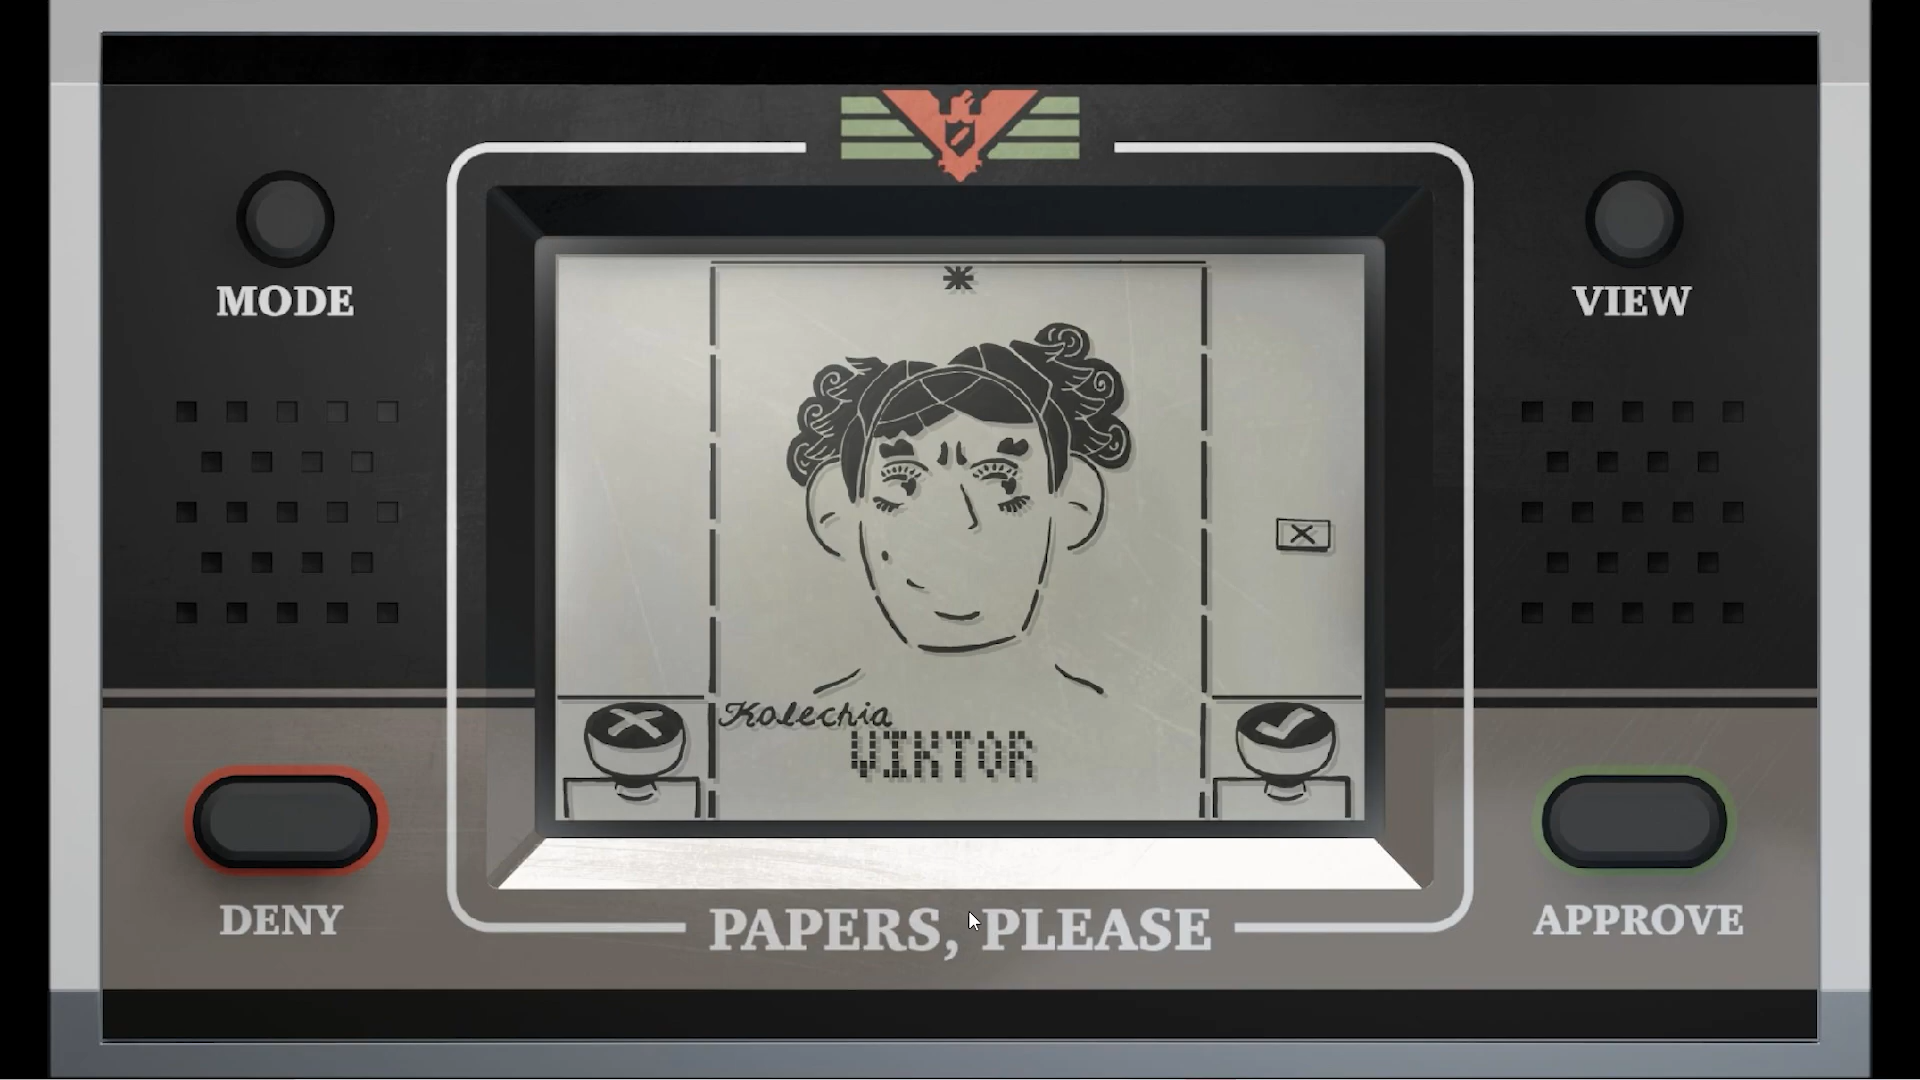 MODE
VIEW
Kolechia
VIKTOR
DENY
APPROVE
PAPERS, PLEASE